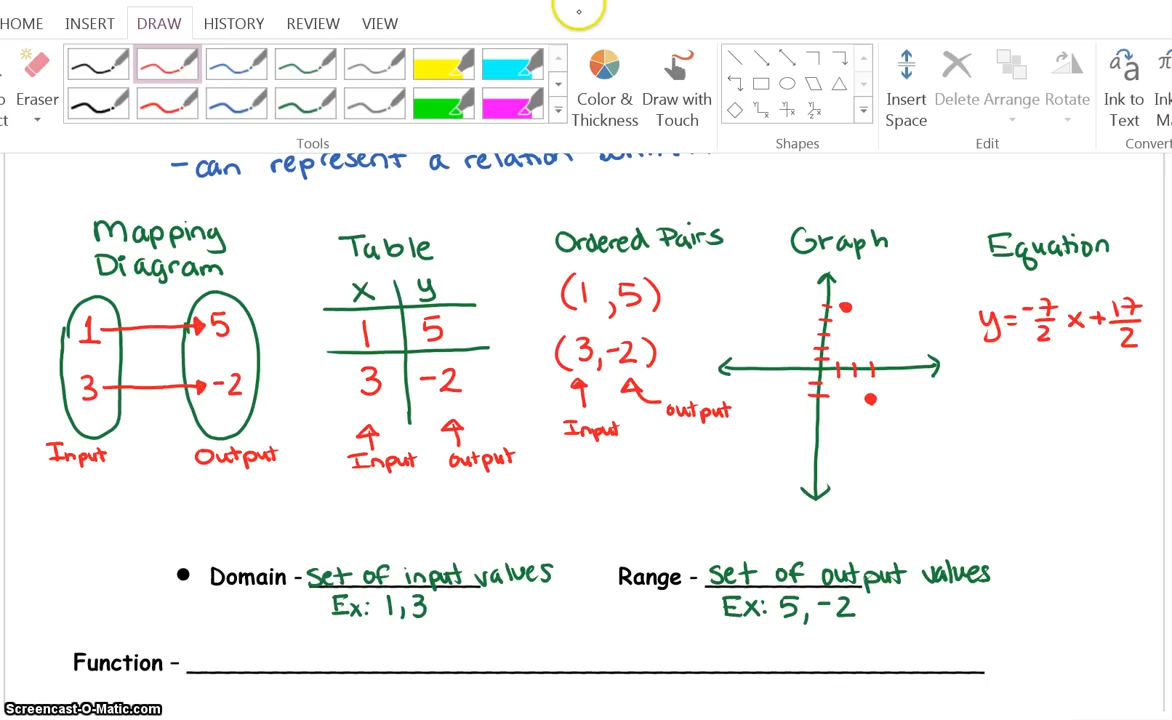 HOME INSERT DRAW HISTORY REVIEW VIEW
Eraser
Color & Thickness
Draw with Touch
Insert Space
Delete Arrange Rotate
Ink to Text
Tools Shapes Edit
- can represent a relation
Mapping Diagram
1 5
3 -2
Input Output
Table
x y
1 5
3 -2
Input output
Ordered Pairs
(1, 5)
(3, -2)
Input output
Graph
Equation
y = -7/2 x + 17/2
• Domain - set of input values
Ex: 1, 3
Range - set of output values
Ex: 5, -2
Function -
Screencast-O-Matic.com